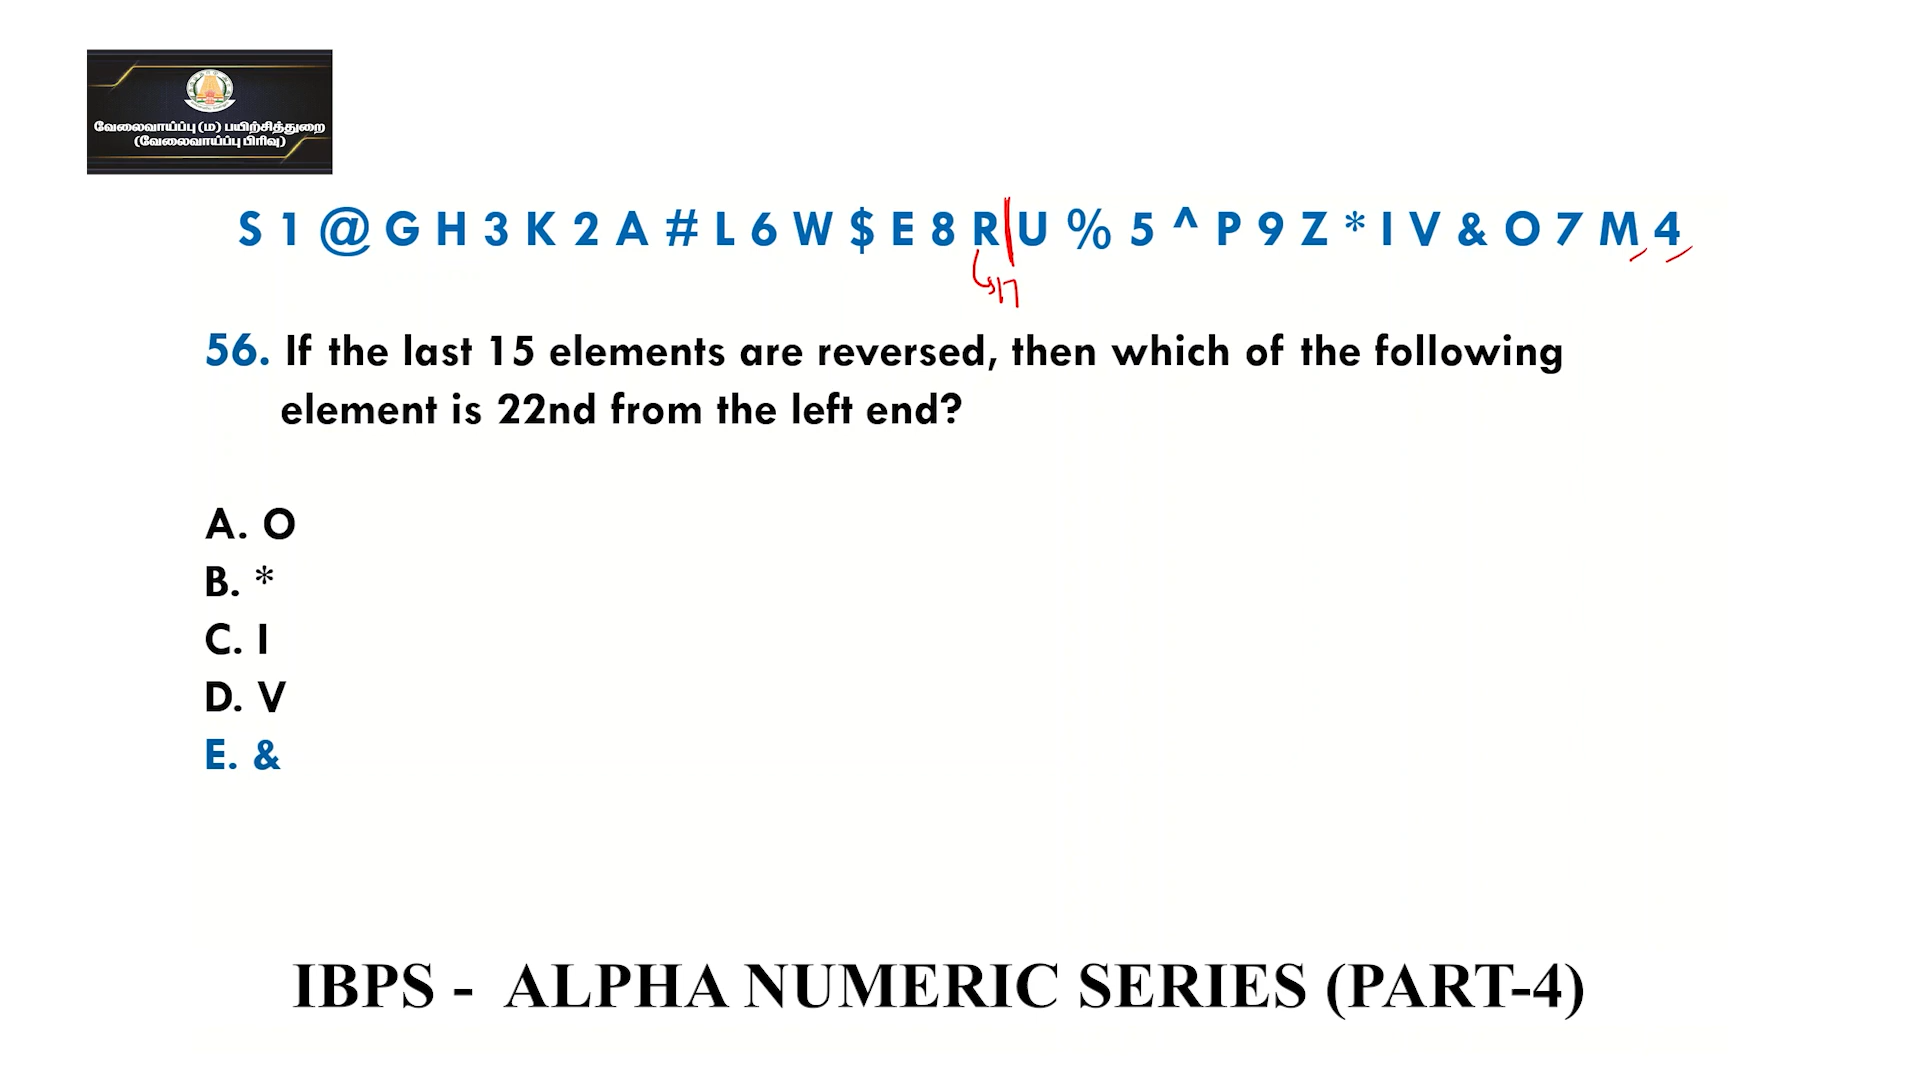 வேலைவாய்ப்பு (ம) பயிற்சித்துறை
(வேலைவாய்ப்பு பிரிவு)
S 1 @ G H 3 K 2 A # L 6 W $ E 8 R U % 5 ^ P 9 Z * I V & O 7 M 4
17
56. If the last 15 elements are reversed, then which of the following
element is 22nd from the left end?
A. O
B. *
C. I
D. V
E. &
IBPS - ALPHA NUMERIC SERIES (PART-4)